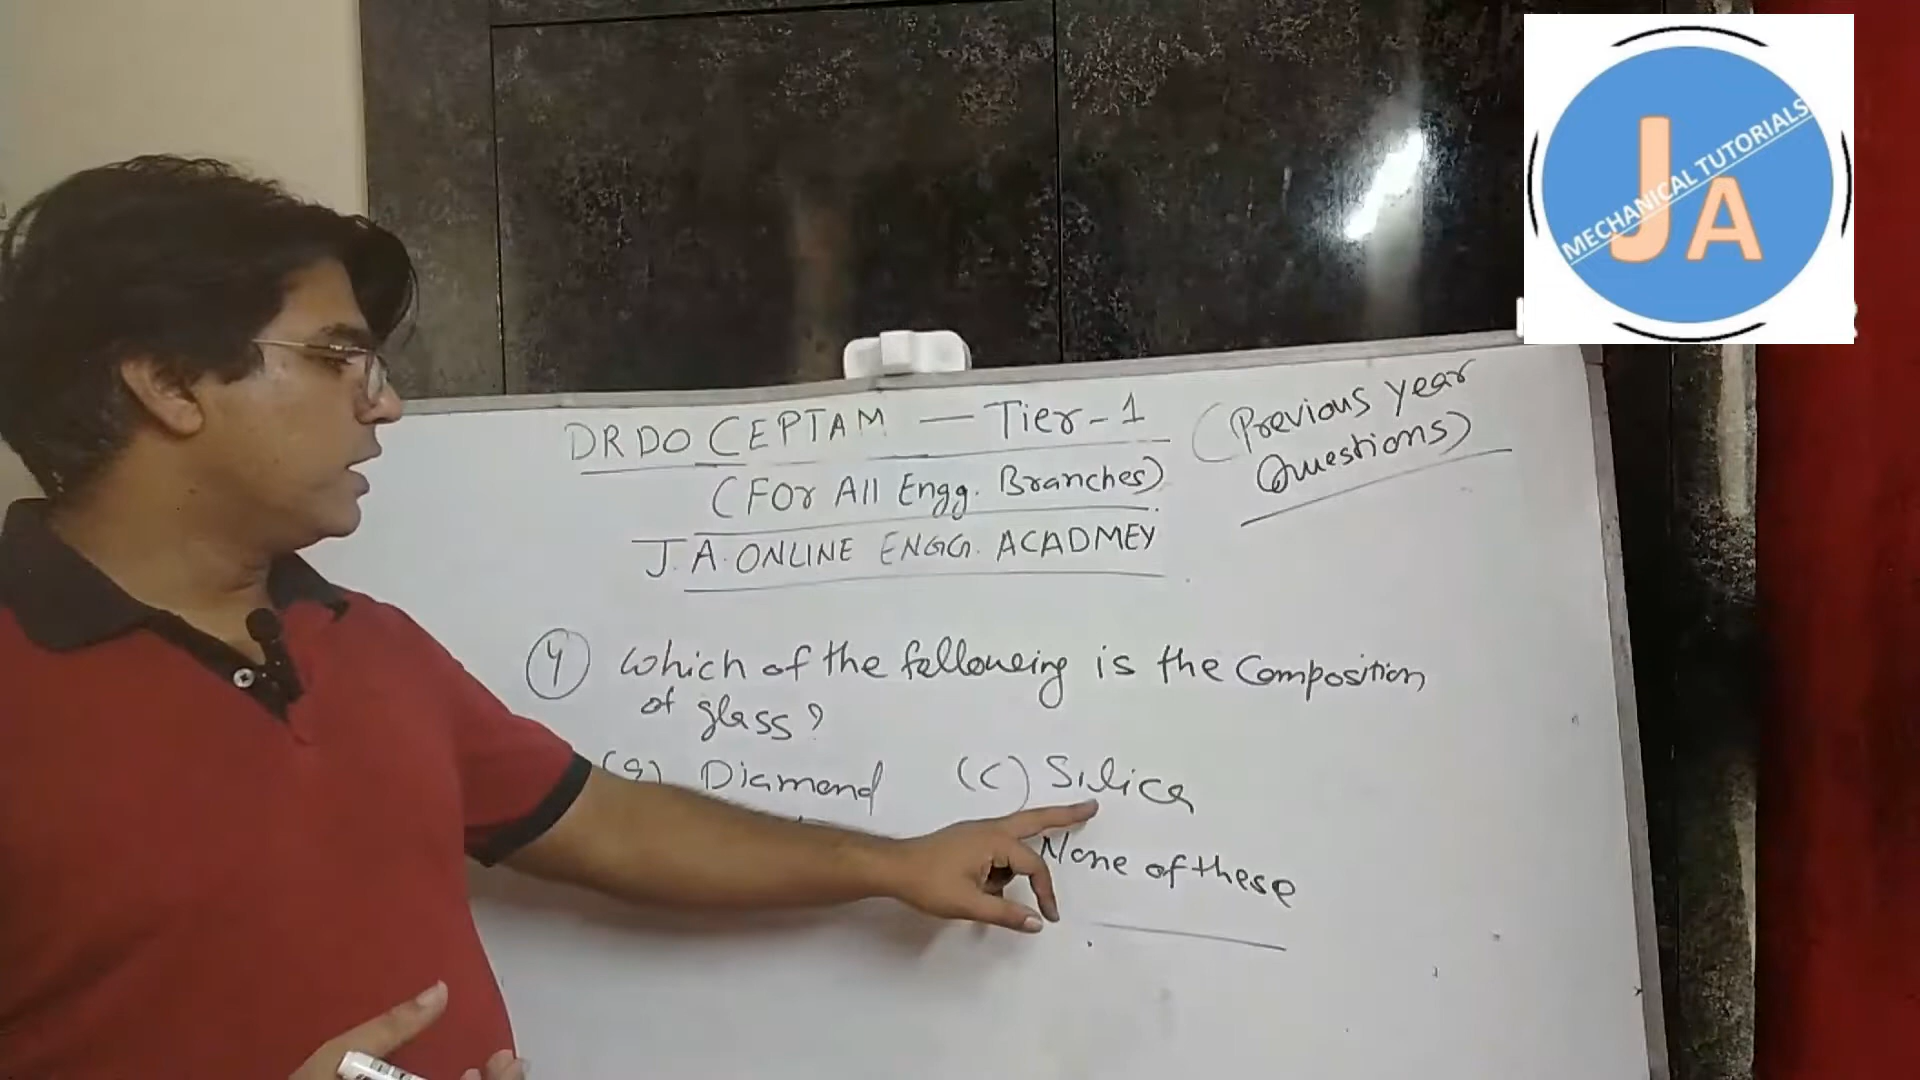 MECHANICAL TUTORIALS
JA
DRDO CEPTAM — Tier-1
(Previous year
Questions)
(FOr All Engg. Branches)
J.A. ONLINE ENGG. ACADMEY
4 Which of the following is the Composition
of glass?
(a) Diamond (C) Silica
None of these